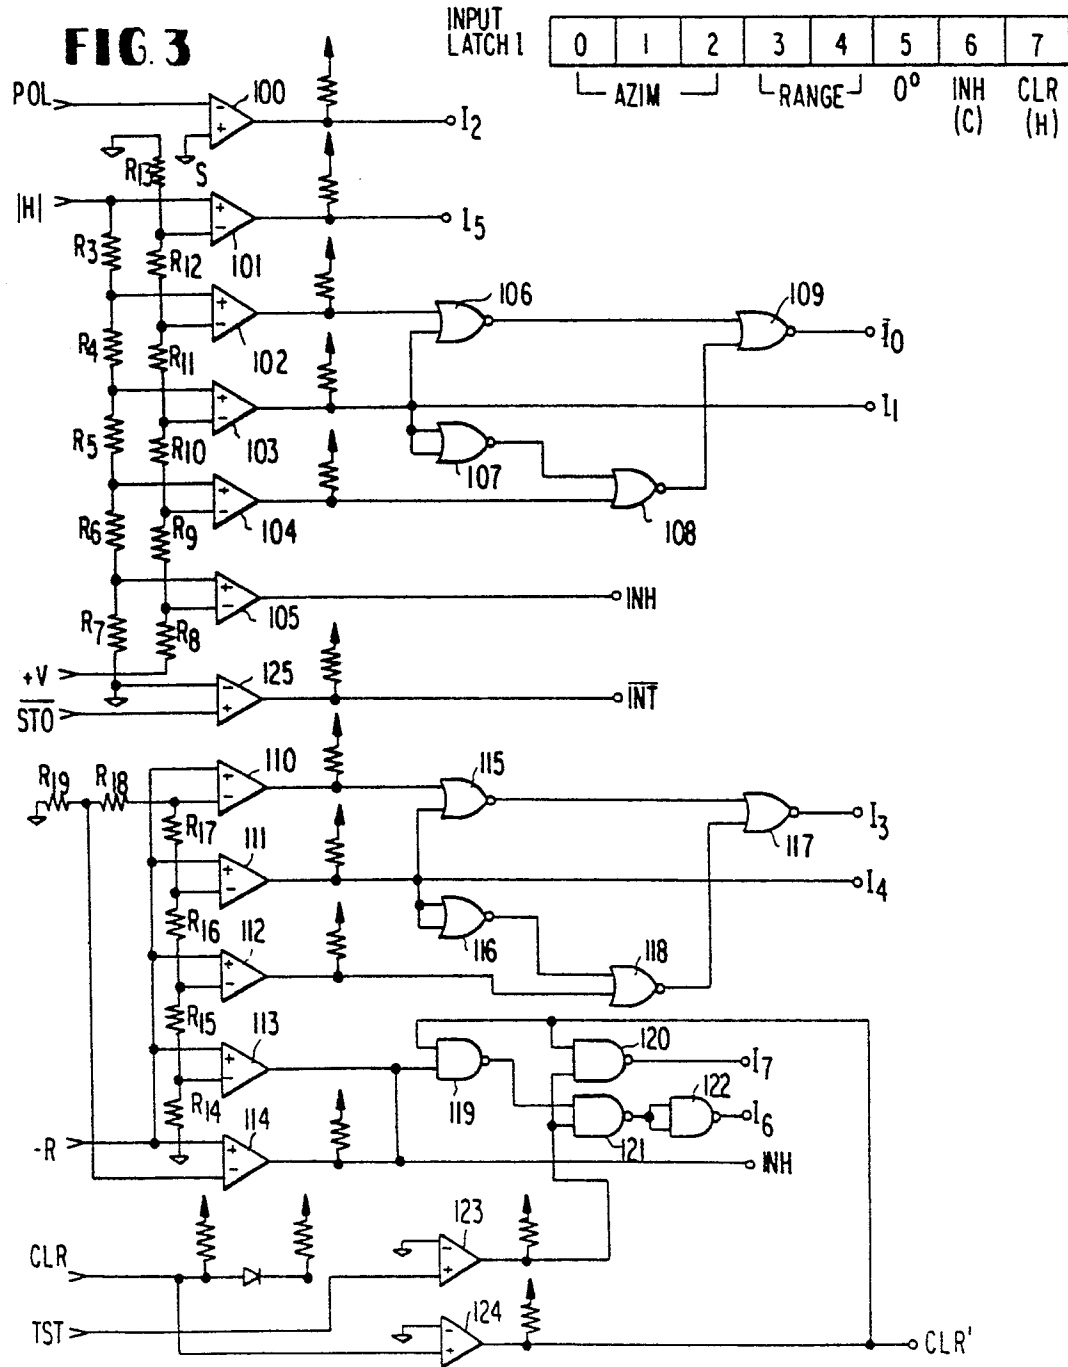 FIG. 3
INPUT
LATCH 1
0 1 2 3 4 5 6 7
AZIM RANGE 0° INH CLR
(C) (H)
POL
100
I2
R13
S
|H|
I5
R3
R12
101
106
109
I0
R4
R11
102
I1
R5
R10
103
107
R6
R9
104
108
INH
R7
R8
105
+V
125
INT
STO
R19 R18
110
115
I3
R17
111
117
I4
R16
112
116
118
R15
113
120
I7
119
122
I6
R14
114
121
-R
INH
123
CLR
TST
124
CLR'
+
-